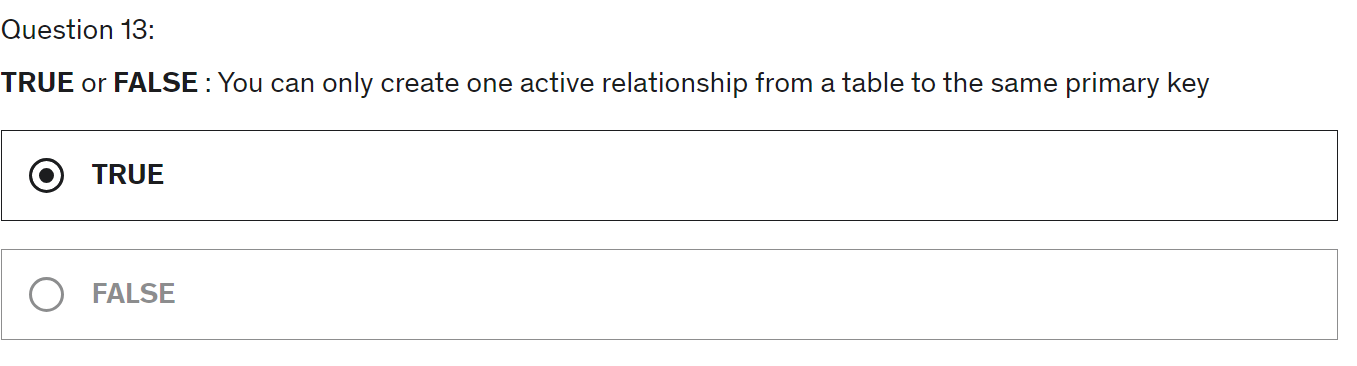 Question 13:
TRUE or FALSE : You can only create one active relationship from a table to the same primary key
TRUE
FALSE